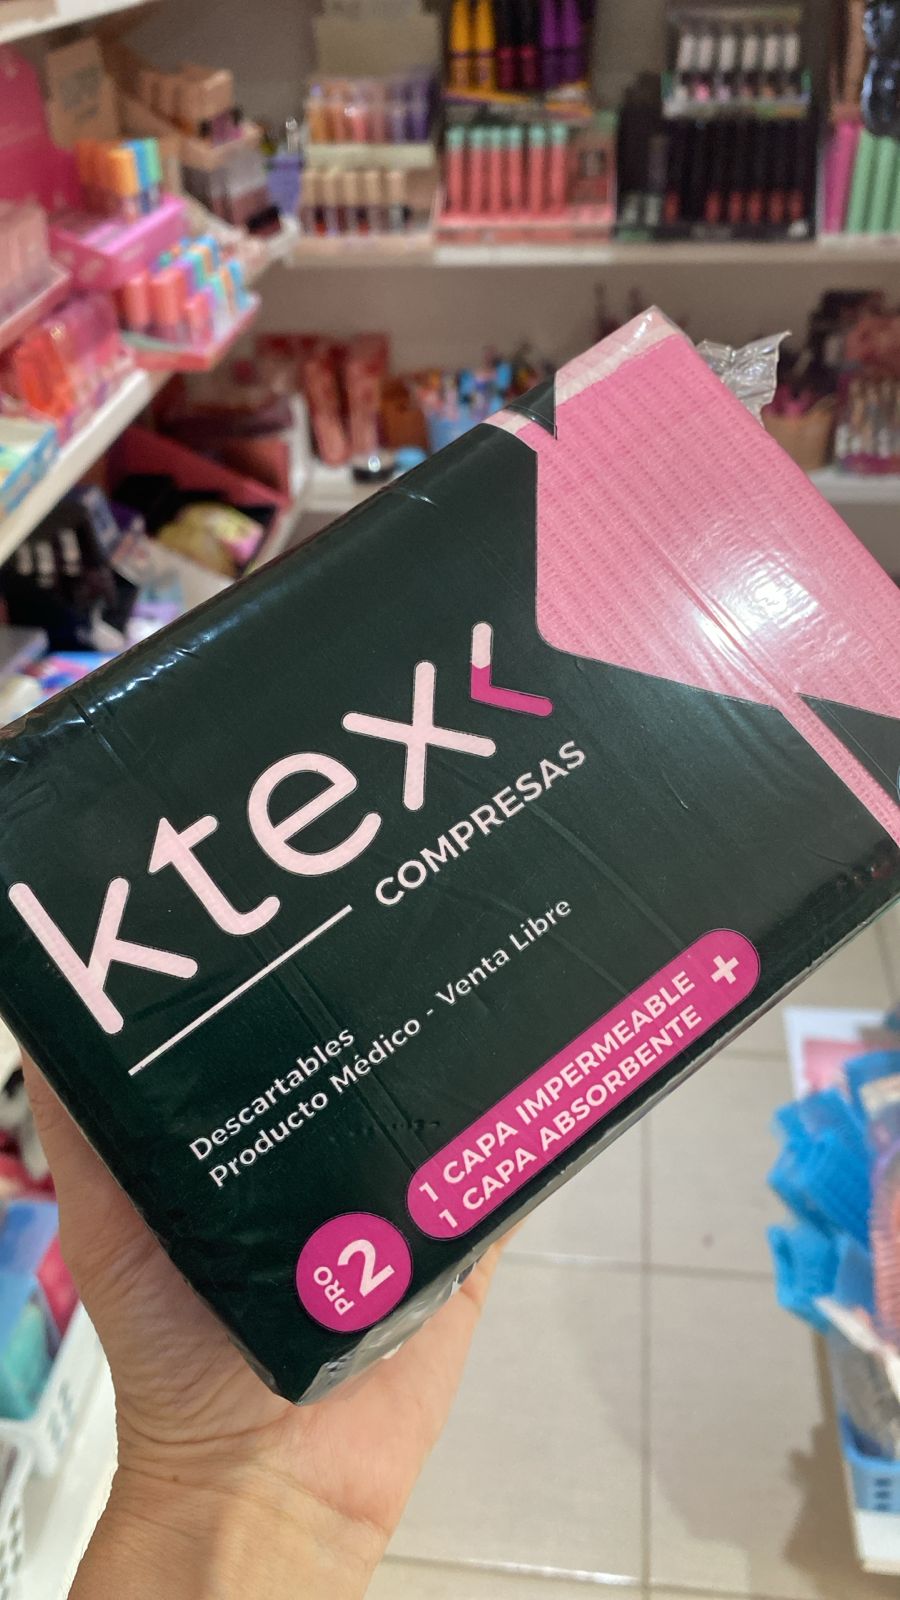 ktex
COMPRESAS
Descartables
Producto Médico - Venta Libre
1 CAPA IMPERMEABLE +
1 CAPA ABSORBENTE
PRO 2